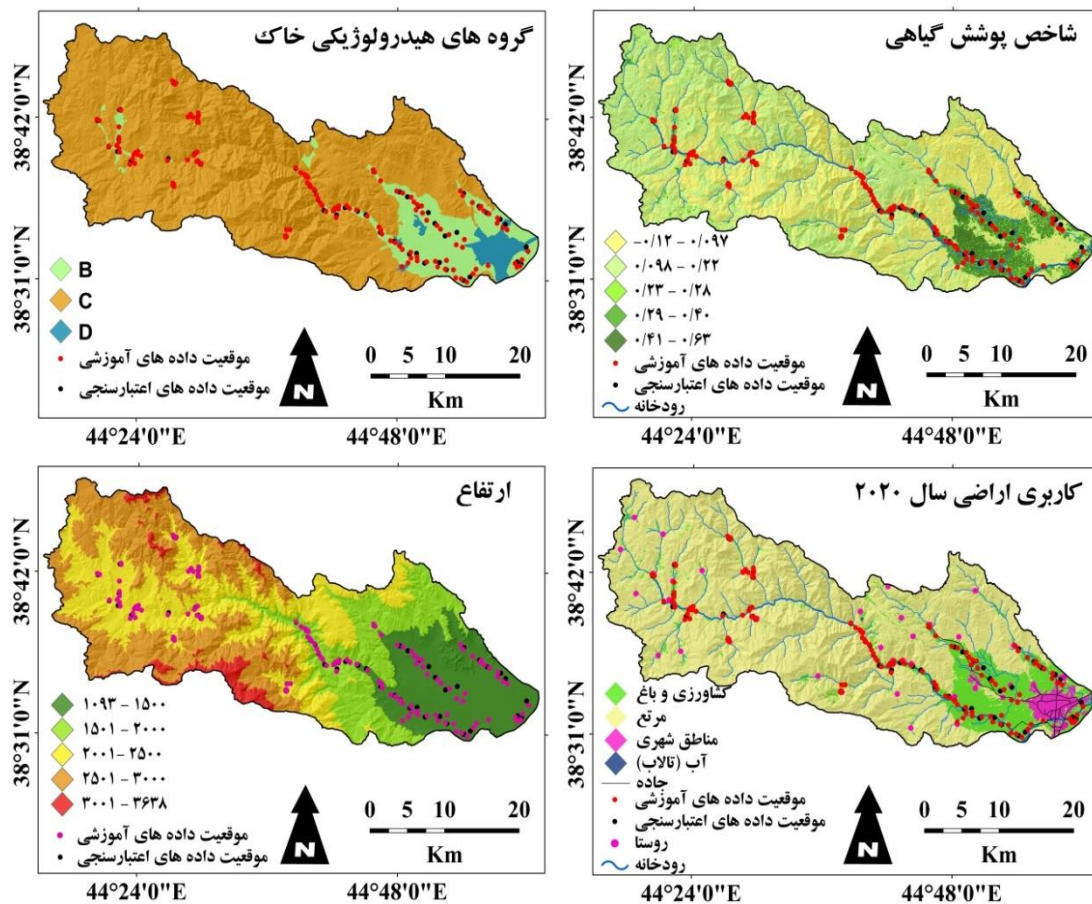 گروه های هیدرولوژیکی خاک
38°42'0"N
38°31'0"N
B
C
D
موقعیت داده های آموزشی
موقعیت داده های اعتبارسنجی
N
0 5 10 20
Km
44°24'0"E
44°48'0"E
شاخص پوشش گیاهی
38°42'0"N
38°31'0"N
-۰/۱۲ - ۰/۰۹۷
۰/۰۹۸ - ۰/۲۲
۰/۲۳ - ۰/۲۸
۰/۲۹ - ۰/۴۰
۰/۴۱ - ۰/۶۳
موقعیت داده های آموزشی
موقعیت داده های اعتبارسنجی
رودخانه
N
0 5 10 20
Km
44°24'0"E
44°48'0"E
ارتفاع
38°42'0"N
38°31'0"N
۱۰۹۳ - ۱۵۰۰
۱۵۰۱ - ۲۰۰۰
۲۰۰۱ - ۲۵۰۰
۲۵۰۱ - ۳۰۰۰
۳۰۰۱ - ۳۶۳۸
موقعیت داده های آموزشی
موقعیت داده های اعتبارسنجی
N
0 5 10 20
Km
44°24'0"E
44°48'0"E
کاربری اراضی سال ۲۰۲۰
38°42'0"N
38°31'0"N
کشاورزی و باغ
مرتع
مناطق شهری
آب (تالاب)
جاده
موقعیت داده های آموزشی
موقعیت داده های اعتبارسنجی
روستا
رودخانه
N
0 5 10 20
Km
44°24'0"E
44°48'0"E